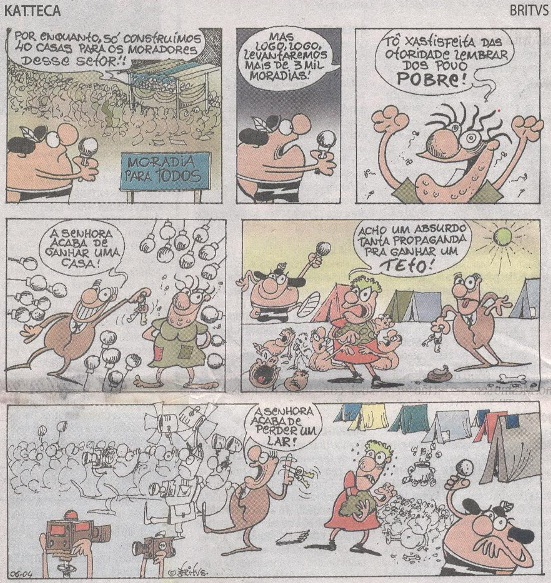 KATTECA
BRITVS
POR ENQUANTO, SÓ CONSTRUÍMOS
40 CASAS PARA OS MORADORES
DESSE SETOR!!
MORADIA
PARA TODOS
MAS
LOGO, LOGO,
LEVANTAREMOS
MAIS DE 3 MIL
MORADIAS!
TÔ XASTISFEITA DAS
OTORIDADE LEMBRAR
DOS POVO
POBRE!
A SENHORA
ACABA DE
GANHAR UMA
CASA!
ACHO UM ABSURDO
TANTA PROPAGANDA
PRA GANHAR UM
TETO!
A SENHORA
ACABA DE
PERDER UM
LAR!
06-04
© BRITVS.